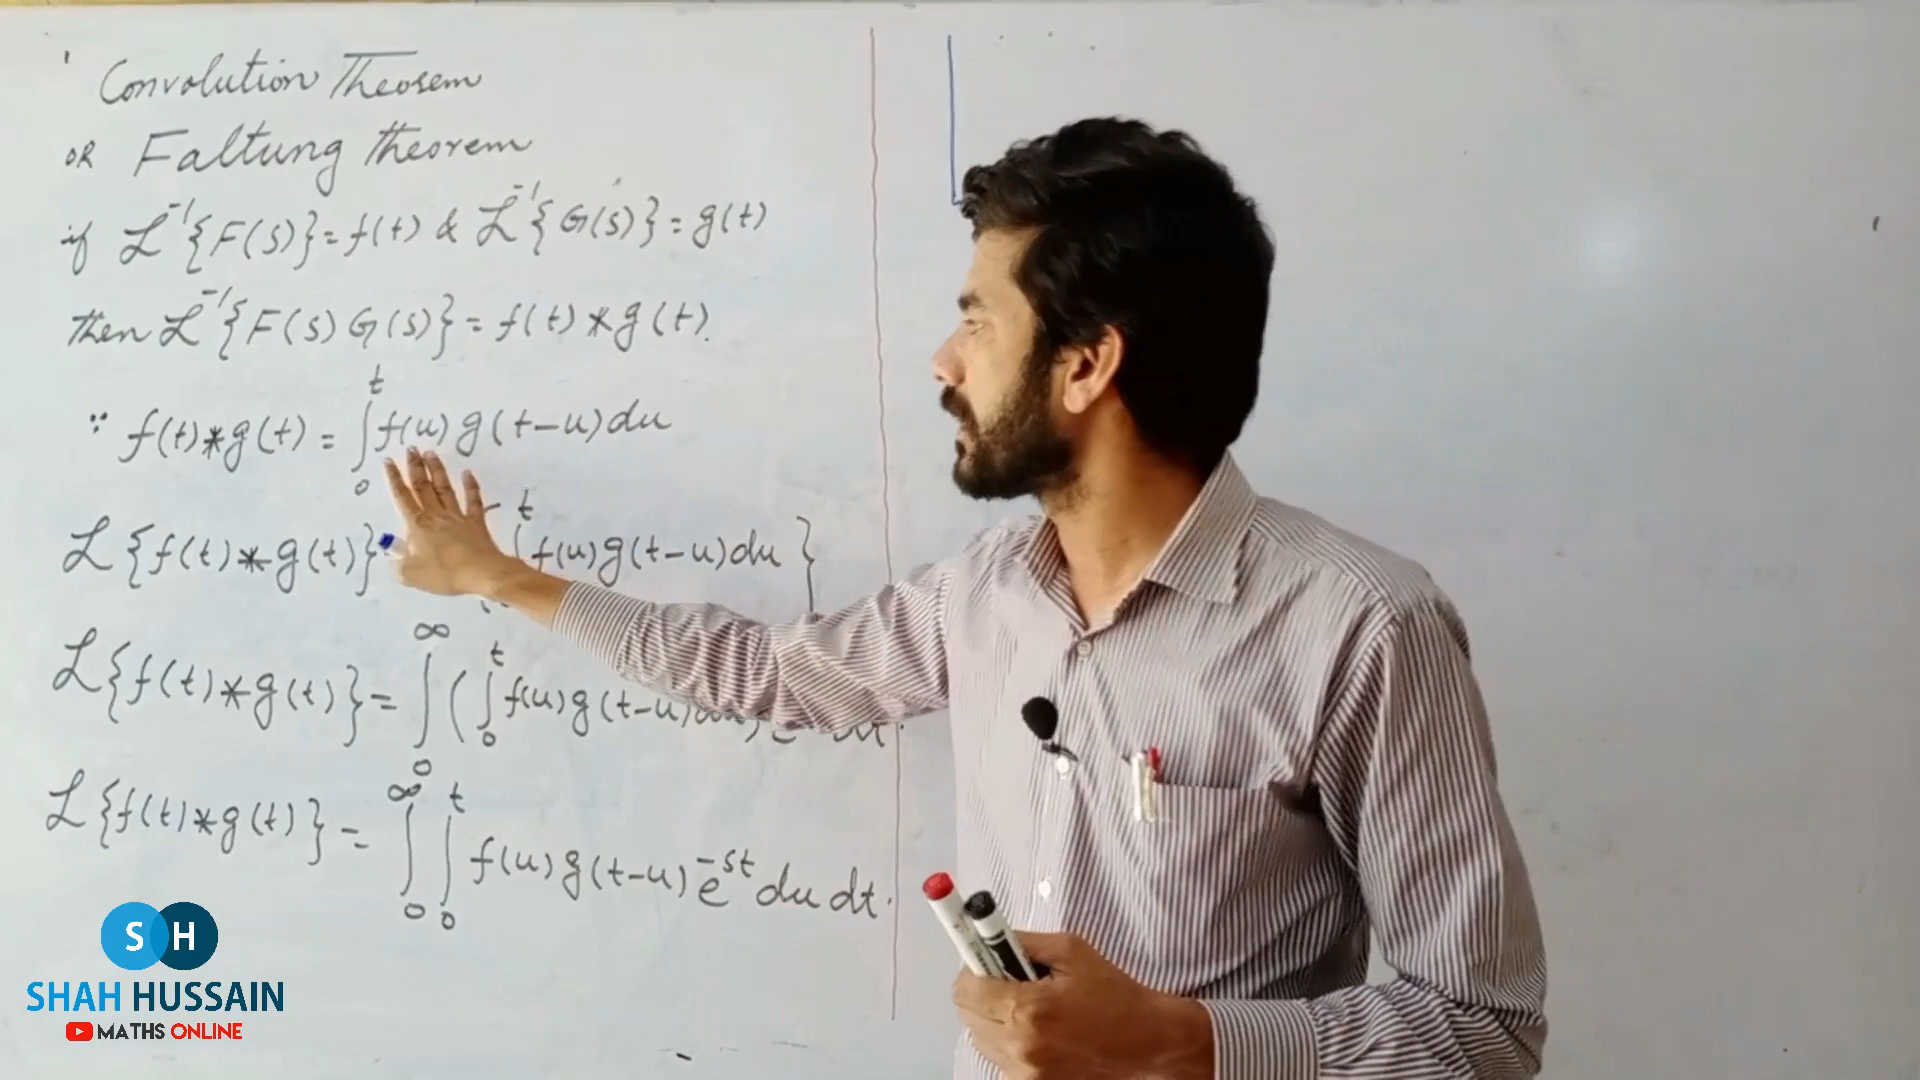 Convolution Theorem
OR Faltung theorem
if ℒ⁻¹{F(s)} = f(t) & ℒ⁻¹{G(s)} = g(t)
then ℒ⁻¹{F(s) G(s)} = f(t) * g(t).
∵ f(t) * g(t) = ∫₀ᵗ f(u) g(t-u) du
ℒ{f(t) * g(t)} ∫ᵗ f(u) g(t-u) du}
ℒ{f(t) * g(t)} = ∫₀^∞ (∫₀ᵗ f(u) g(t-u) dt.
ℒ{f(t) * g(t)} = ∫₀^∞ ∫₀ᵗ f(u) g(t-u) e^-st du dt.
S H
SHAH HUSSAIN
MATHS ONLINE